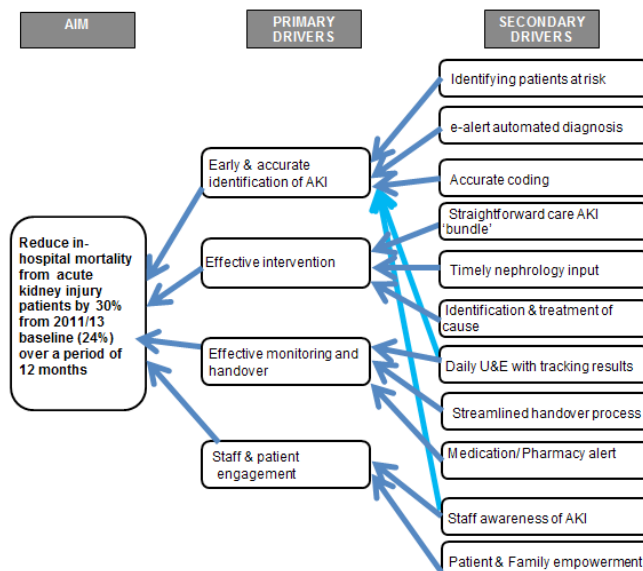 AIM
PRIMARY
DRIVERS
SECONDARY
DRIVERS
Reduce in-
hospital mortality
from acute
kidney injury
patients by 30%
from 2011/13
baseline (24%)
over a period of
12 months
Early & accurate
identification of AKI
Effective intervention
Effective monitoring and
handover
Staff & patient
engagement
Identifying patients at risk
e-alert automated diagnosis
Accurate coding
Straightforward care AKI
'bundle'
Timely nephrology input
Identification & treatment of
cause
Daily U&E with tracking results
Streamlined handover process
Medication/ Pharmacy alert
Staff awareness of AKI
Patient & Family empowerment